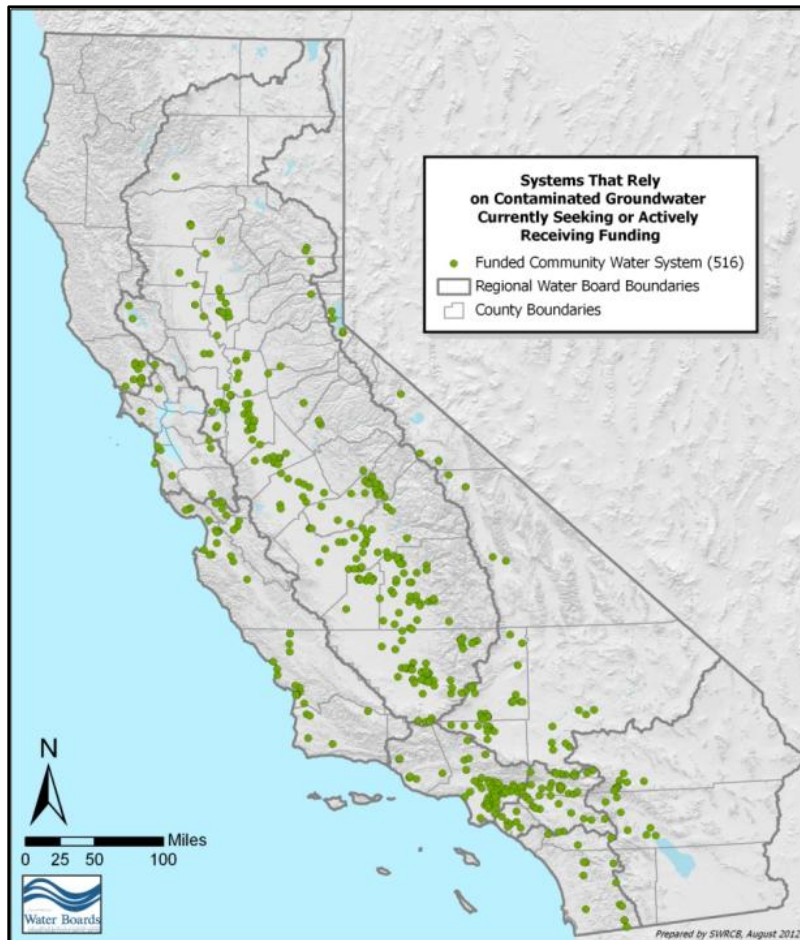 Systems That Rely
on Contaminated Groundwater
Currently Seeking or Actively
Receiving Funding
Funded Community Water System (516)
Regional Water Board Boundaries
County Boundaries
N
Miles
0 25 50 100
Water Boards
Prepared by SWRCB, August 2012